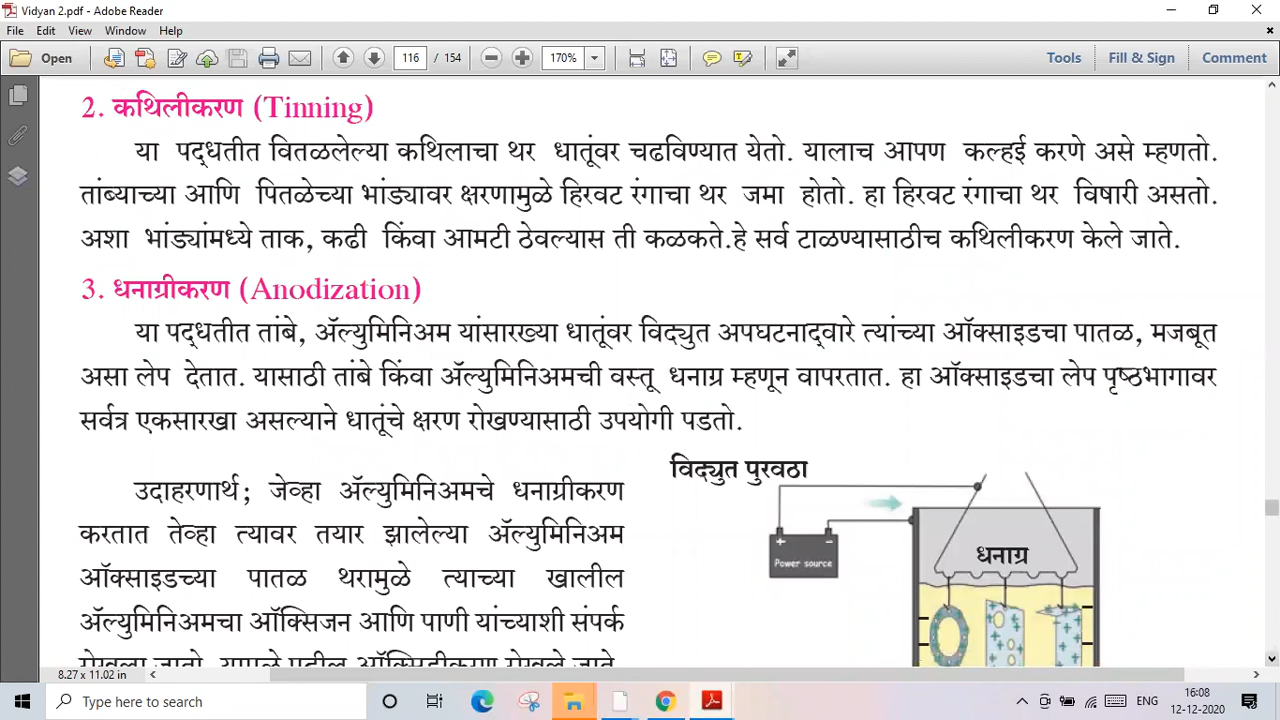 Vidyan 2.pdf - Adobe Reader
File Edit View Window Help
Open 116 / 154 170% Tools Fill & Sign Comment
2. कथिलीकरण (Tinning)
या पद्धतीत वितळलेल्या कथिलाचा थर धातूंवर चढविण्यात येतो. यालाच आपण कल्हई करणे असे म्हणतो.
तांब्याच्या आणि पितळेच्या भांड्यावर क्षरणामुळे हिरवट रंगाचा थर जमा होतो. हा हिरवट रंगाचा थर विषारी असतो.
अशा भांड्यांमध्ये ताक, कढी किंवा आमटी ठेवल्यास ती कळकते.हे सर्व टाळण्यासाठीच कथिलीकरण केले जाते.
3. धनाग्रीकरण (Anodization)
या पद्धतीत तांबे, ॲल्युमिनिअम यांसारख्या धातूंवर विद्युत अपघटनाद्वारे त्यांच्या ऑक्साइडचा पातळ, मजबूत
असा लेप देतात. यासाठी तांबे किंवा ॲल्युमिनिअमची वस्तू धनाग्र म्हणून वापरतात. हा ऑक्साइडचा लेप पृष्ठभागावर
सर्वत्र एकसारखा असल्याने धातूंचे क्षरण रोखण्यासाठी उपयोगी पडतो.
उदाहरणार्थ; जेव्हा ॲल्युमिनिअमचे धनाग्रीकरण
करतात तेव्हा त्यावर तयार झालेल्या ॲल्युमिनिअम
ऑक्साइडच्या पातळ थरामुळे त्याच्या खालील
ॲल्युमिनिअमचा ऑक्सिजन आणि पाणी यांच्याशी संपर्क
रोखला जातो. यामुळे पुढील ऑक्सिडीकरण रोखले जाते.
विद्युत पुरवठा
+ –
Power source
धनाग्र
8.27 x 11.02 in
Type here to search
ENG
16:08
12-12-2020